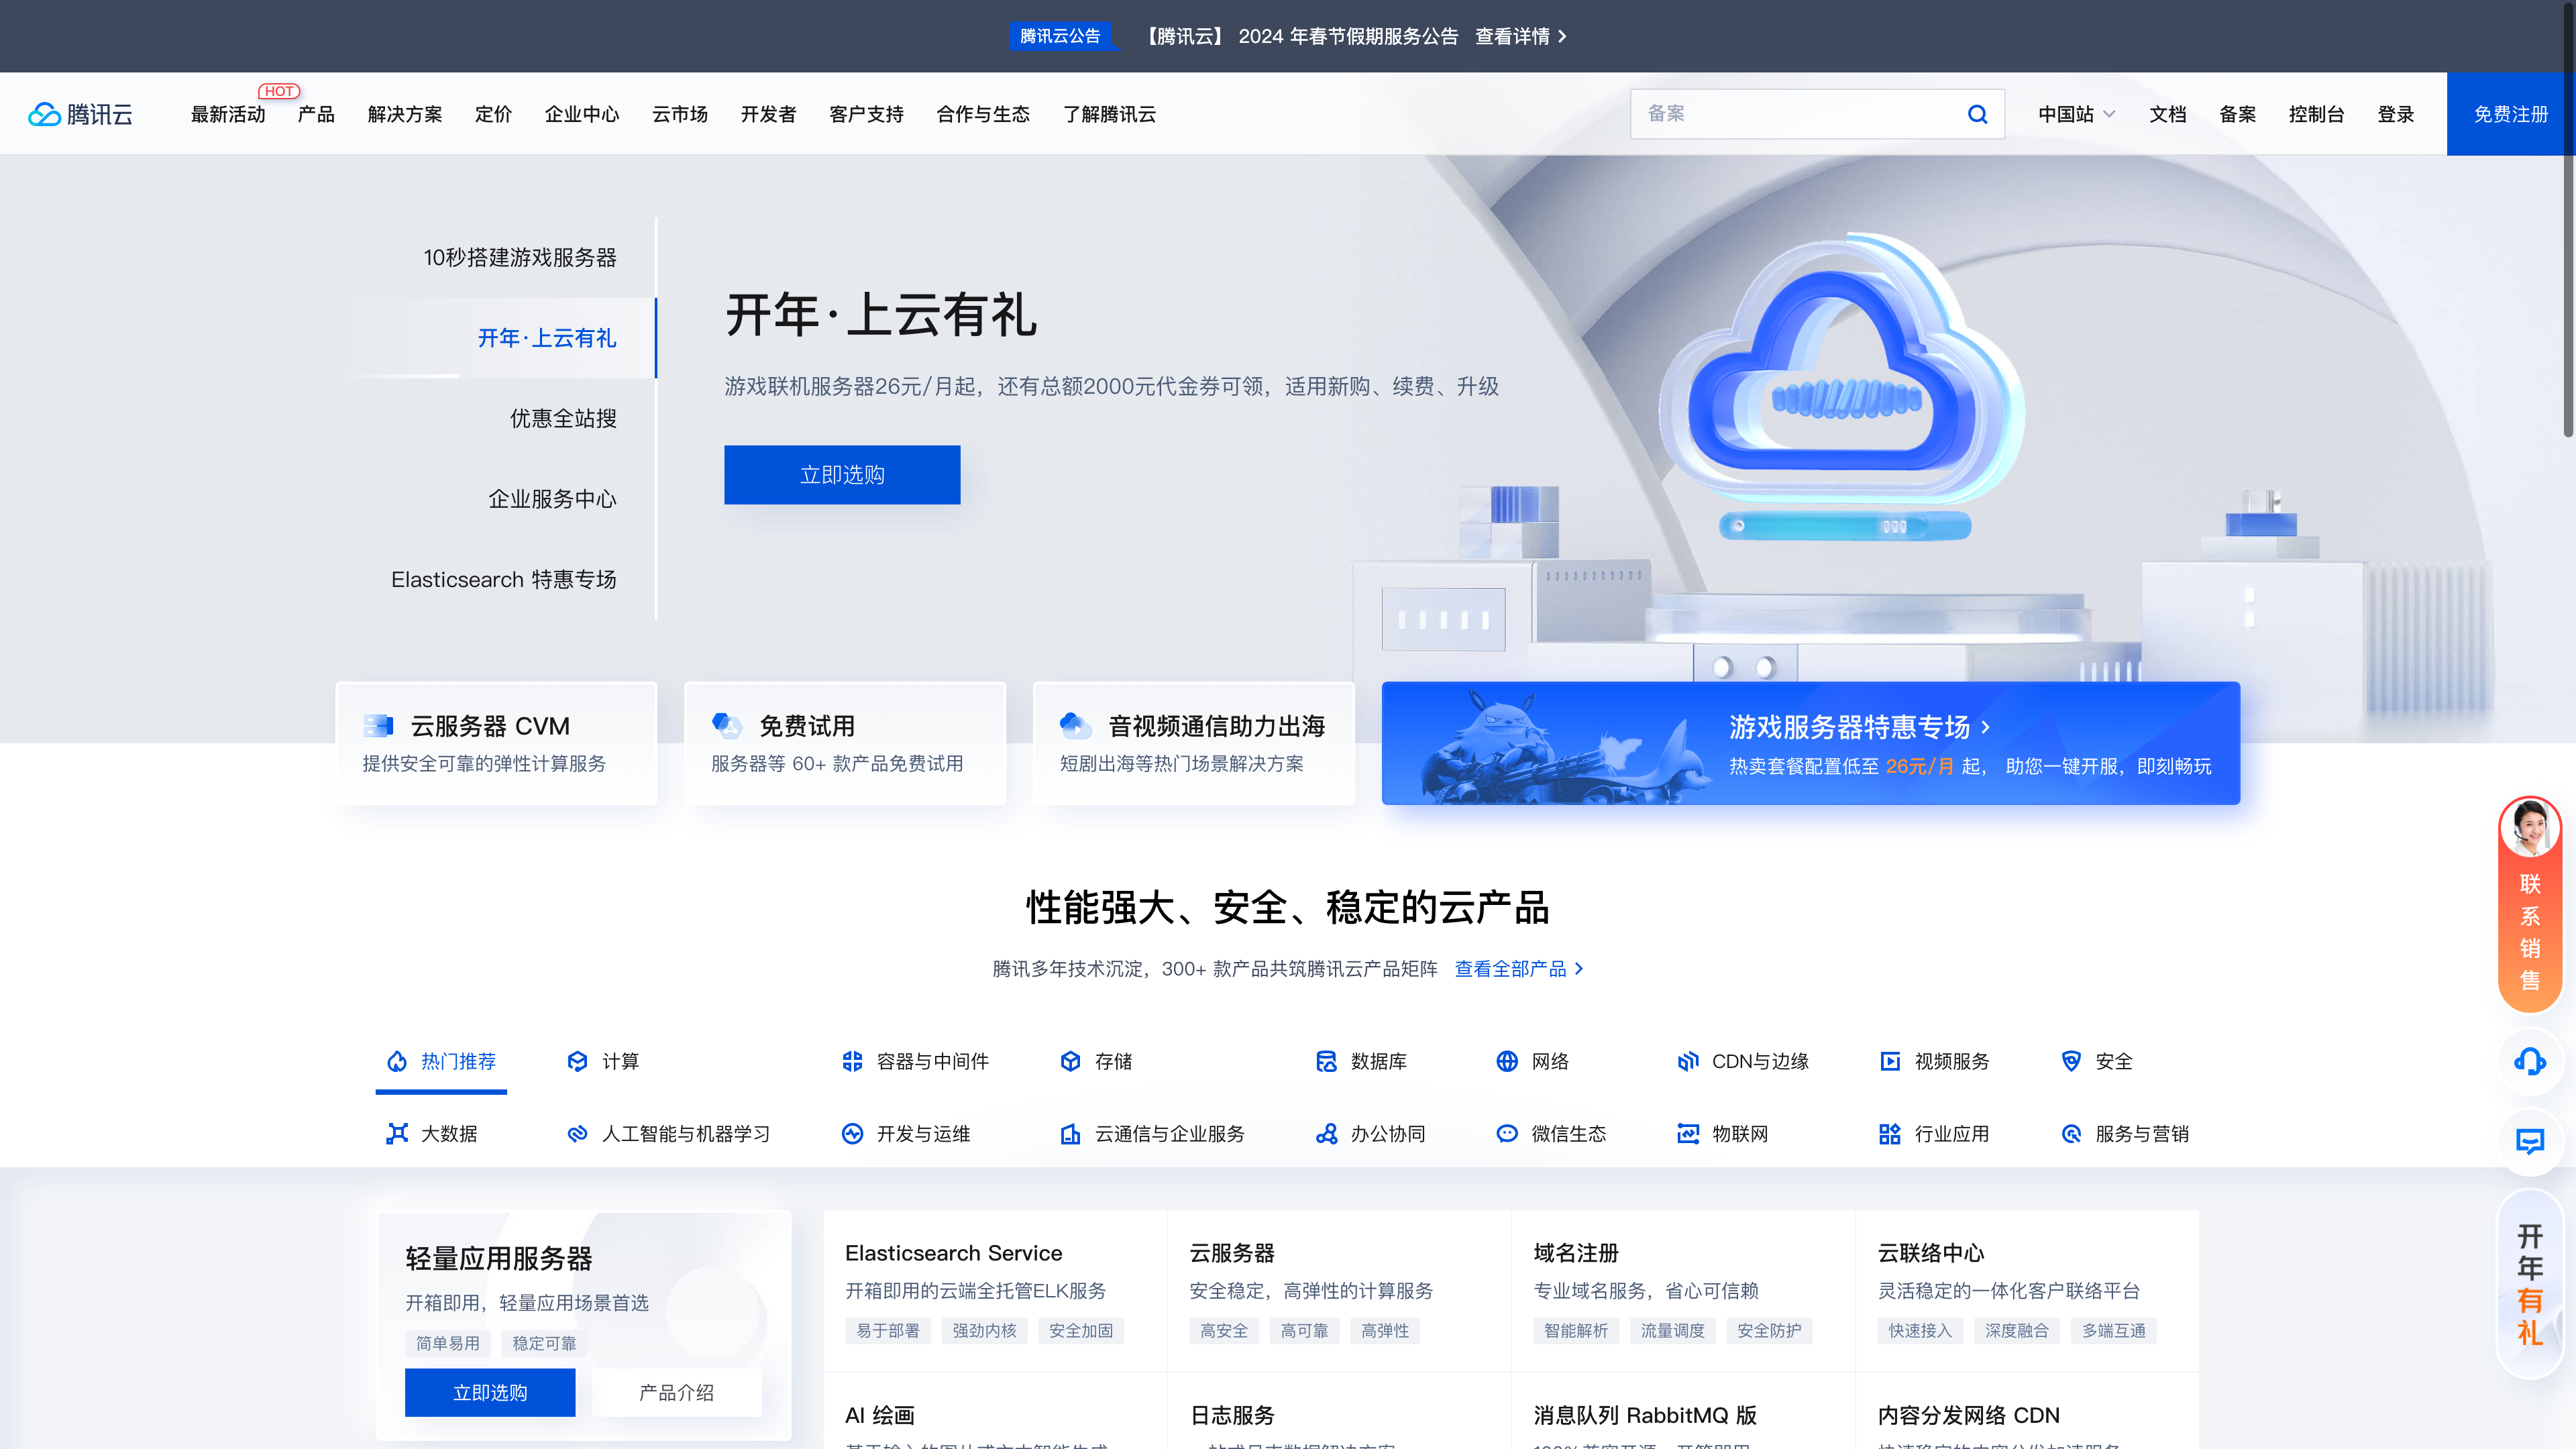 腾讯云公告 【腾讯云】 2024 年春节假期服务公告 查看详情
腾讯云 最新活动 HOT 产品 解决方案 定价 企业中心 云市场 开发者 客户支持 合作与生态 了解腾讯云 备案 中国站 文档 备案 控制台 登录 免费注册
10秒搭建游戏服务器
开年·上云有礼
优惠全站搜
企业服务中心
Elasticsearch 特惠专场
开年·上云有礼
游戏联机服务器26元/月起，还有总额2000元代金券可领，适用新购、续费、升级
立即选购
云服务器 CVM
提供安全可靠的弹性计算服务
免费试用
服务器等 60+ 款产品免费试用
音视频通信助力出海
短剧出海等热门场景解决方案
游戏服务器特惠专场
热卖套餐配置低至 26元/月 起， 助您一键开服，即刻畅玩
性能强大、安全、稳定的云产品
腾讯多年技术沉淀，300+ 款产品共筑腾讯云产品矩阵 查看全部产品
热门推荐 计算 容器与中间件 存储 数据库 网络 CDN与边缘 视频服务 安全
大数据 人工智能与机器学习 开发与运维 云通信与企业服务 办公协同 微信生态 物联网 行业应用 服务与营销
轻量应用服务器
开箱即用，轻量应用场景首选
简单易用 稳定可靠
立即选购 产品介绍
Elasticsearch Service
开箱即用的云端全托管ELK服务
易于部署 强劲内核 安全加固
云服务器
安全稳定，高弹性的计算服务
高安全 高可靠 高弹性
域名注册
专业域名服务，省心可信赖
智能解析 流量调度 安全防护
云联络中心
灵活稳定的一体化客户联络平台
快速接入 深度融合 多端互通
AI 绘画
日志服务
消息队列 RabbitMQ 版
内容分发网络 CDN
联系销售
开年有礼